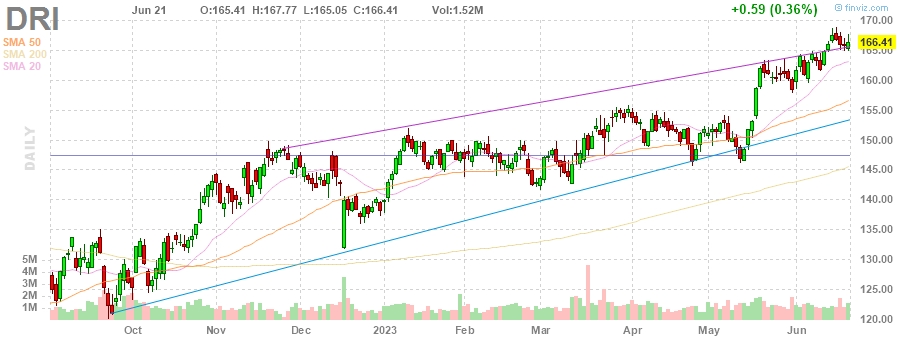 DRI Jun 21 O:165.41 H:167.77 L:165.05 C:166.41 Vol:1.52M +0.59 (0.36%) © finviz.com
SMA 50
SMA 200
SMA 20
DAILY
170.00
166.41
165.00
160.00
155.00
150.00
145.00
140.00
135.00
130.00
125.00
120.00
5M
4M
3M
2M
1M
Oct Nov Dec 2023 Feb Mar Apr May Jun